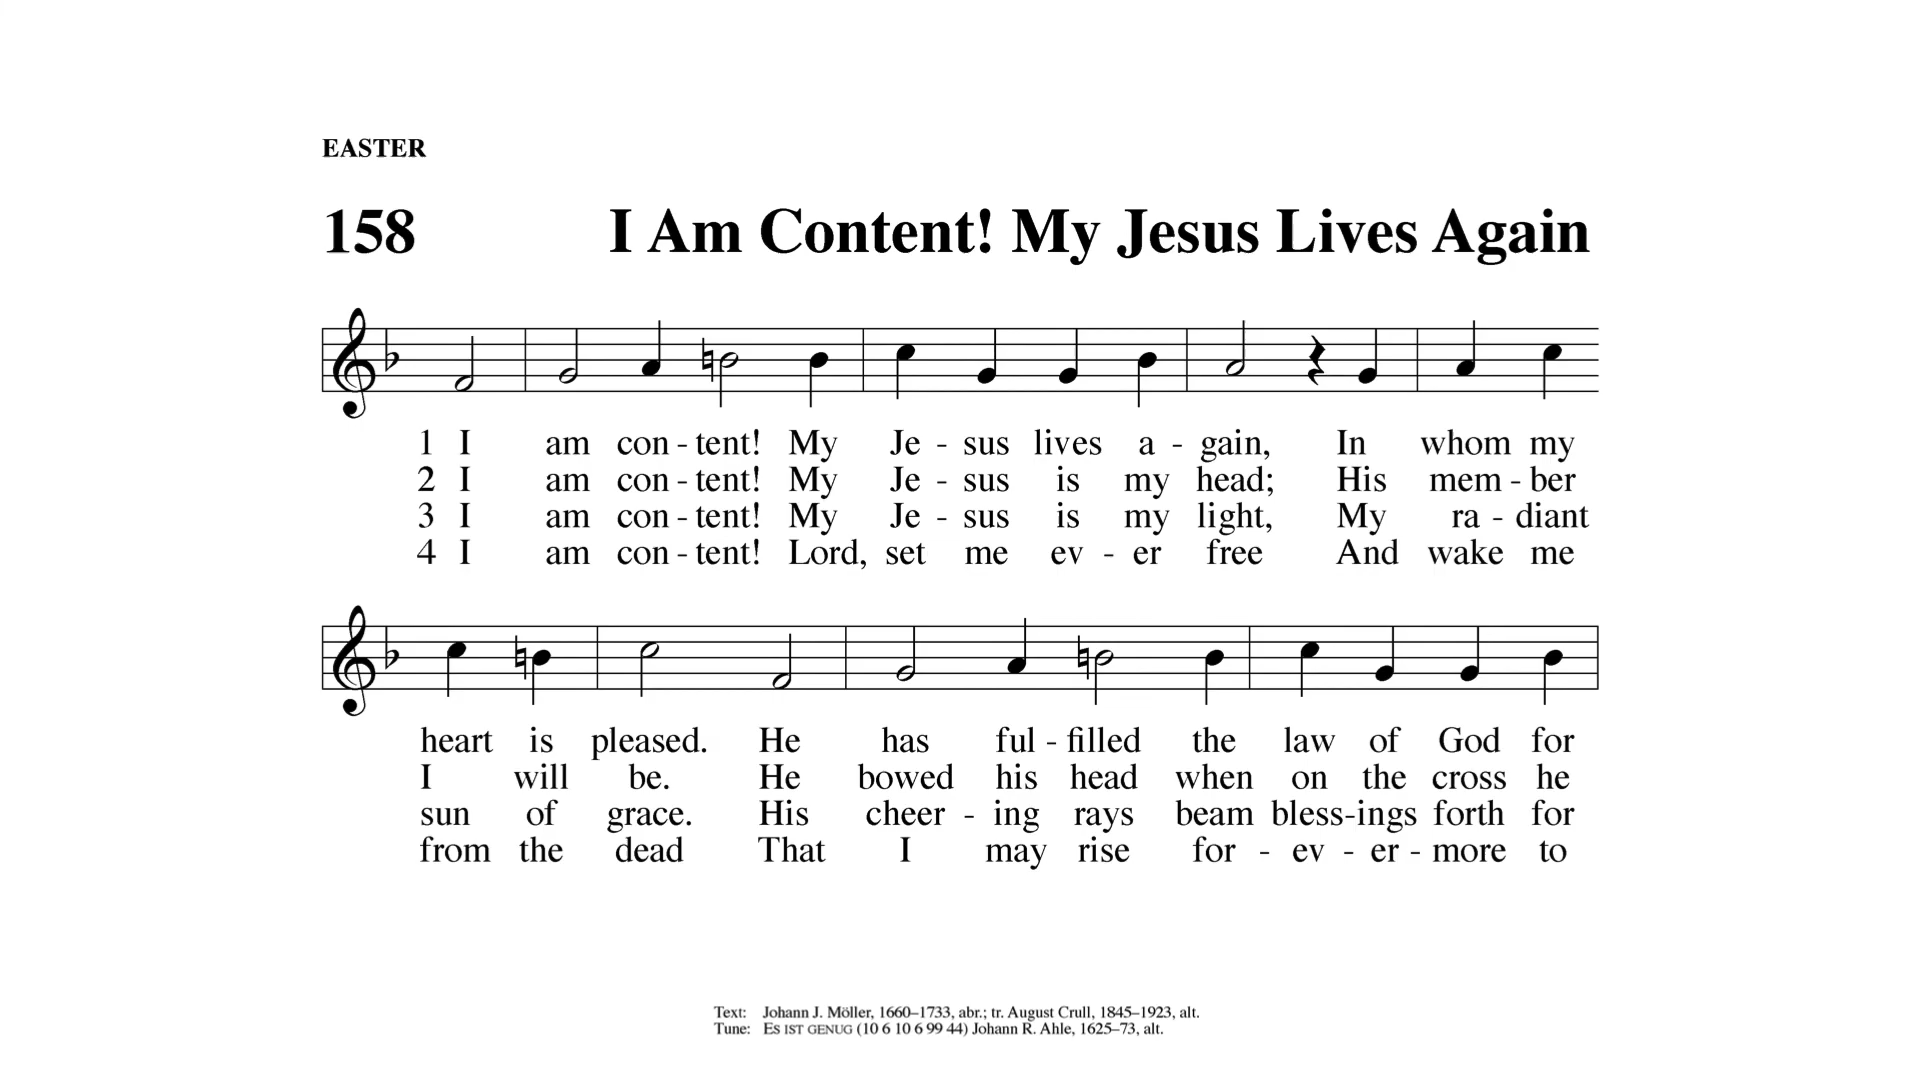 EASTER
158 I Am Content! My Jesus Lives Again
1 I am con - tent! My Je - sus lives a - gain, In whom my
2 I am con - tent! My Je - sus is my head; His mem - ber
3 I am con - tent! My Je - sus is my light, My ra - diant
4 I am con - tent! Lord, set me ev - er free And wake me
heart is pleased. He has ful - filled the law of God for
I will be. He bowed his head when on the cross he
sun of grace. His cheer - ing rays beam bless-ings forth for
from the dead That I may rise for - ev - er - more to
Text: Johann J. Möller, 1660–1733, abr.; tr. August Crull, 1845–1923, alt.
Tune: ES IST GENUG (10 6 10 6 99 44) Johann R. Ahle, 1625–73, alt.